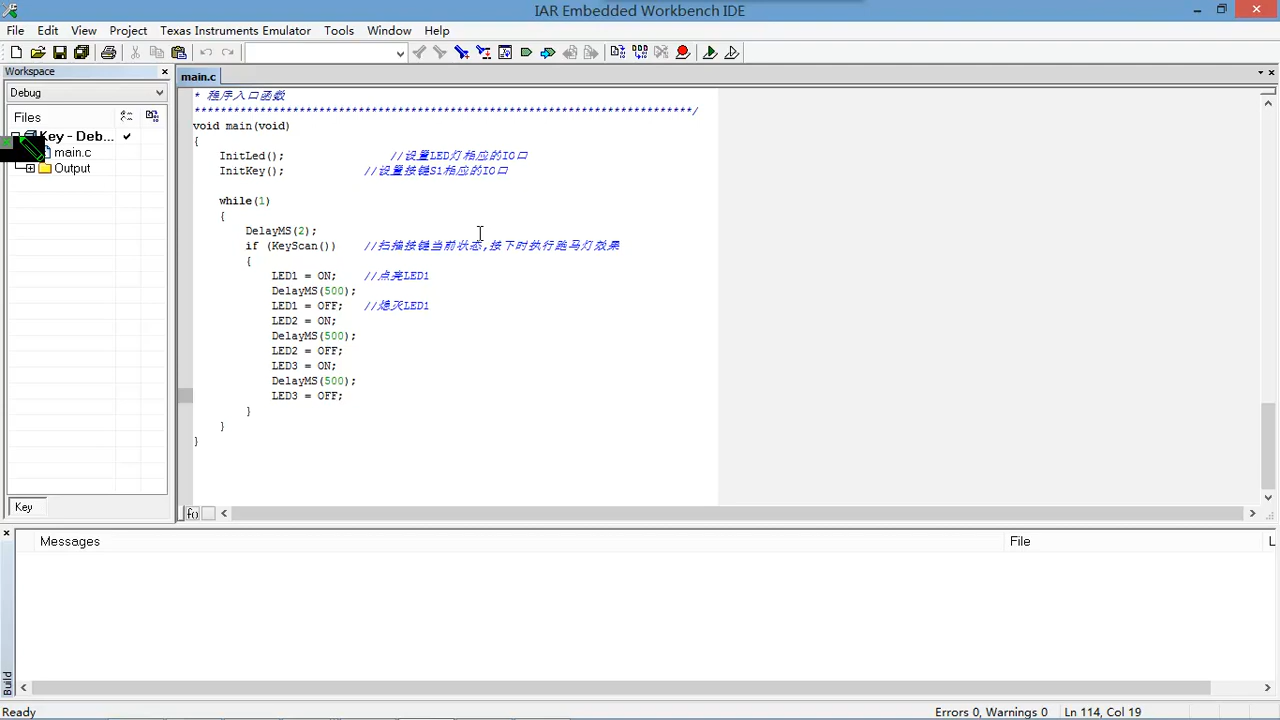 IAR Embedded Workbench IDE
File Edit View Project Texas Instruments Emulator Tools Window Help
Workspace
main.c
Debug
Files
Key - Deb...
main.c
Output
Key
* 程序入口函数
****************************************************************************/
void main(void)
{
InitLed(); //设置LED灯相应的IO口
InitKey(); //设置按键S1相应的IO口
while(1)
{
DelayMS(2);
if (KeyScan()) //扫描按键当前状态,按下时执行跑马灯效果
{
LED1 = ON; //点亮LED1
DelayMS(500);
LED1 = OFF; //熄灭LED1
LED2 = ON;
DelayMS(500);
LED2 = OFF;
LED3 = ON;
DelayMS(500);
LED3 = OFF;
}
}
}
f()
Messages File L
Build
Ready Errors 0, Warnings 0 Ln 114, Col 19